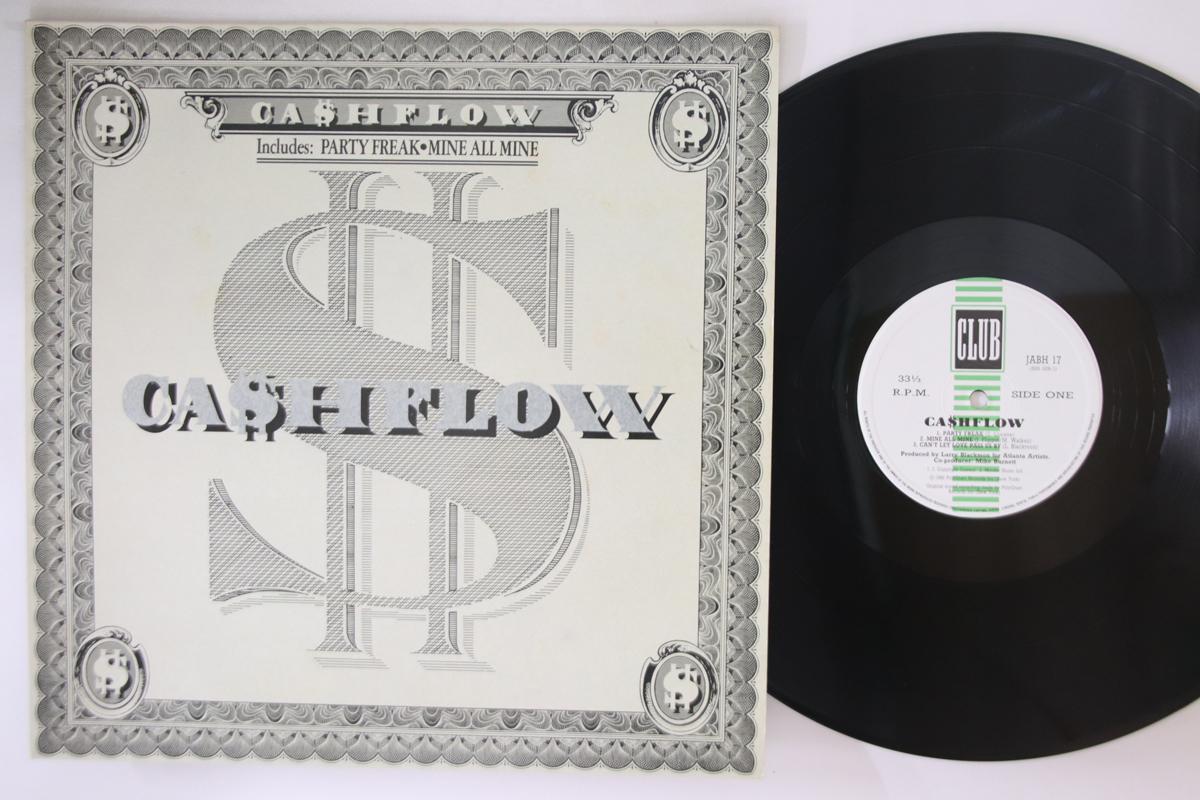 CA$HFLOW
Includes: PARTY FREAK•MINE ALL MINE
CA$HFLOW
CLUB
JABH 17
33⅓
R.P.M.
SIDE ONE
CA$HFLOW
1. PARTY FREAK
2. MINE ALL MINE
3. CAN'T LET LOVE PASS US BY (L. Blackmon)
Produced by Larry Blackmon for Atlanta Artists.
Co-producer: Mike Burnett